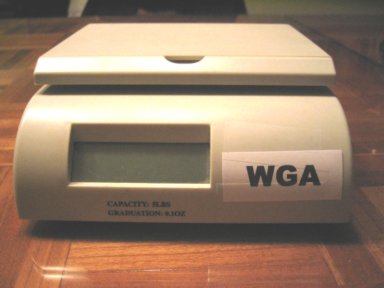 WGA
CAPACITY: 5LBS
GRADUATION: 0.1OZ